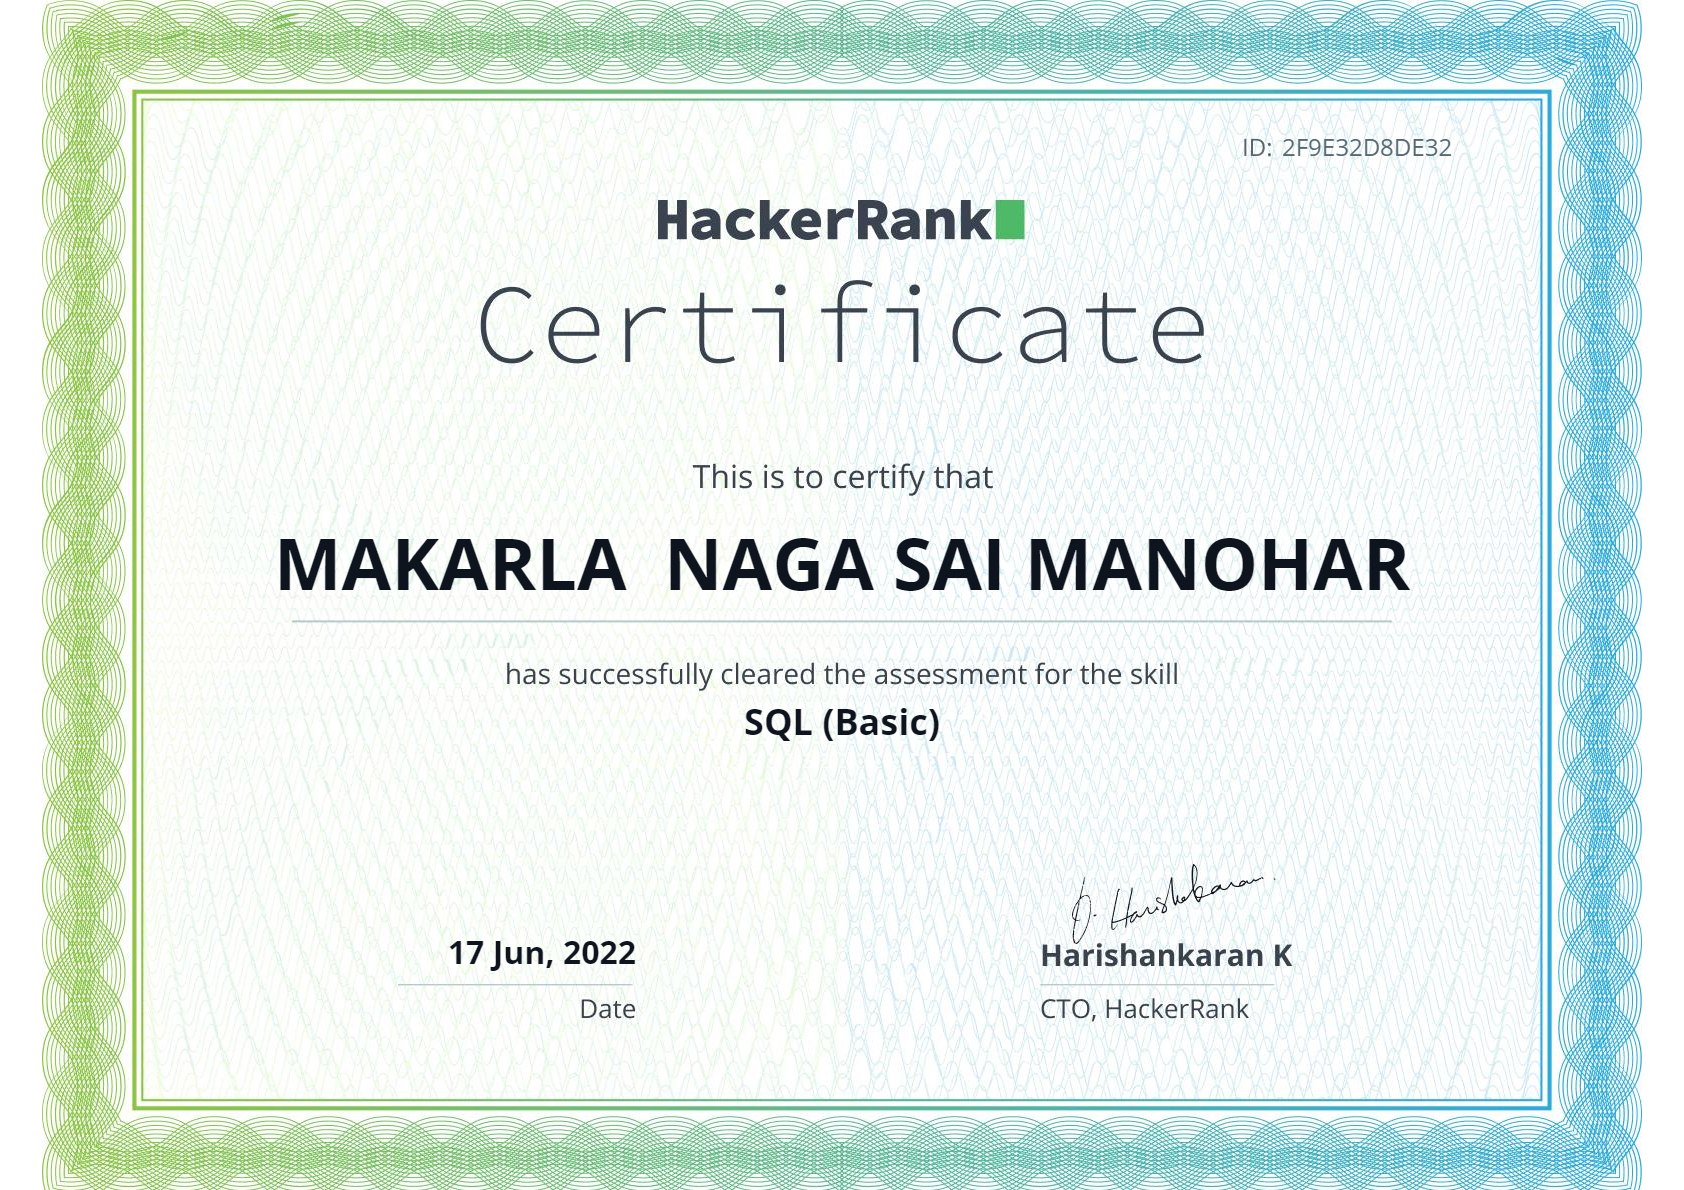 ID: 2F9E32D8DE32
HackerRank
Certificate
This is to certify that
MAKARLA  NAGA SAI MANOHAR
has successfully cleared the assessment for the skill
SQL (Basic)
17 Jun, 2022
Date
Harishankaran
Harishankaran K
CTO, HackerRank